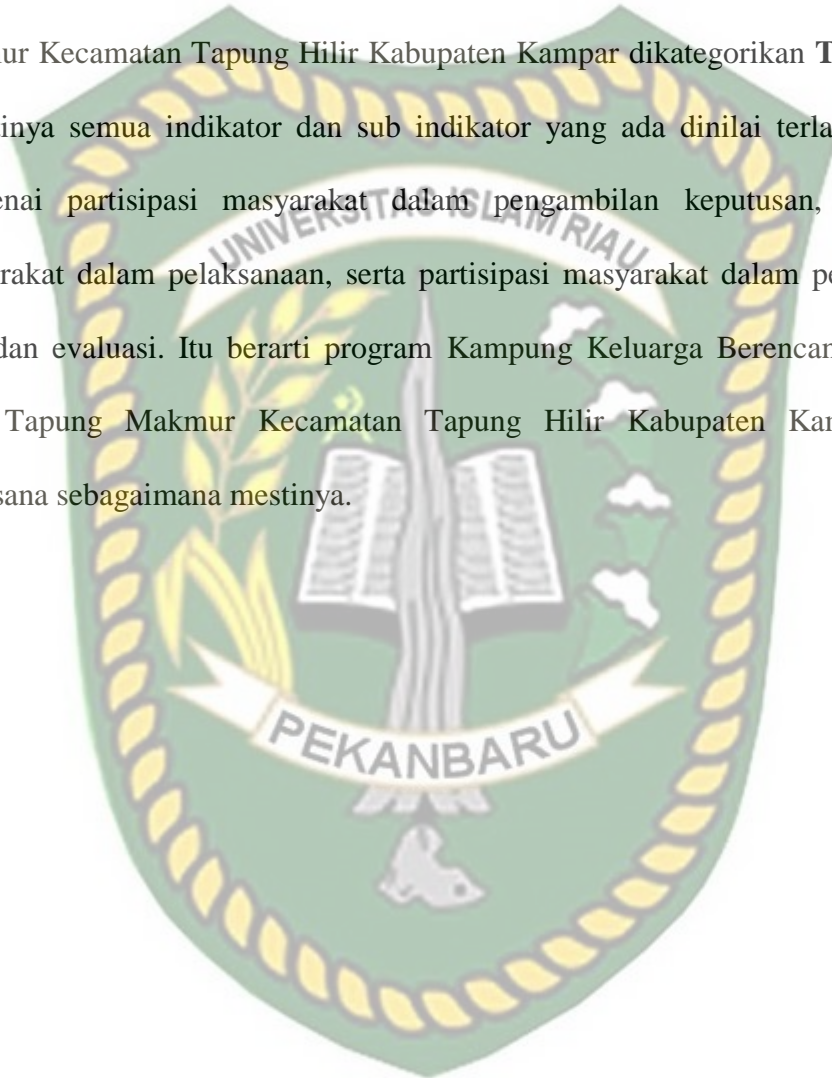 ur Kecamatan Tapung Hilir Kabupaten Kampar dikategorikan T
inya semua indikator dan sub indikator yang ada dinilai terla
enai partisipasi masyarakat dalam pengambilan keputusan,
UNIVERSITAS ISLAM RIAU
rakat dalam pelaksanaan, serta partisipasi masyarakat dalam pe
dan evaluasi. Itu berarti program Kampung Keluarga Berencan
Tapung Makmur Kecamatan Tapung Hilir Kabupaten Kan
sana sebagaimana mestinya.
PEKANBARU